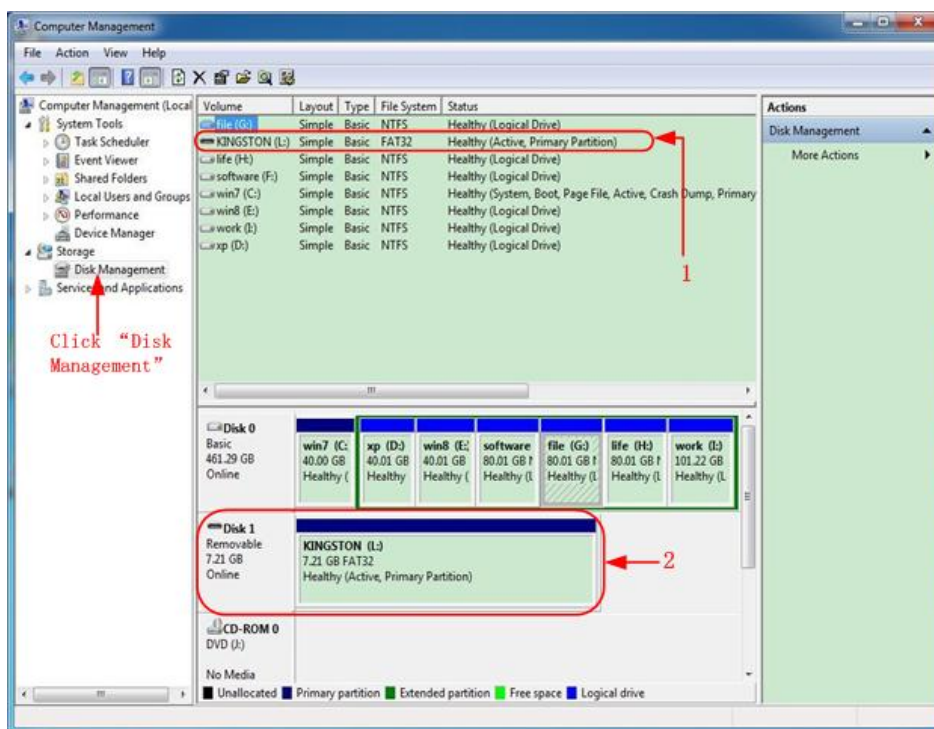 Computer Management
File Action View Help
Computer Management (Local
System Tools
Task Scheduler
Event Viewer
Shared Folders
Local Users and Groups
Performance
Device Manager
Storage
Disk Management
Services and Applications
Click “Disk
Management”
Volume Layout Type File System Status
file (G:) Simple Basic NTFS Healthy (Logical Drive)
KINGSTON (L:) Simple Basic FAT32 Healthy (Active, Primary Partition)
life (H:) Simple Basic NTFS Healthy (Logical Drive)
software (F:) Simple Basic NTFS Healthy (Logical Drive)
win7 (C:) Simple Basic NTFS Healthy (System, Boot, Page File, Active, Crash Dump, Primary
win8 (E:) Simple Basic NTFS Healthy (Logical Drive)
work (I:) Simple Basic NTFS Healthy (Logical Drive)
xp (D:) Simple Basic NTFS Healthy (Logical Drive)
1
Actions
Disk Management
More Actions
Disk 0
Basic
461.29 GB
Online
win7 (C: xp (D:) win8 (E: software file (G:) life (H:) work (I:)
40.00 GB 40.01 GB 40.01 GB 80.01 GB N 80.01 GB N 80.01 GB N 101.22 GB
Healthy ( Healthy Healthy ( Healthy (L Healthy (L Healthy (L Healthy (L
Disk 1
Removable
7.21 GB
Online
KINGSTON (L:)
7.21 GB FAT32
Healthy (Active, Primary Partition)
2
CD-ROM 0
DVD (J:)
No Media
Unallocated Primary partition Extended partition Free space Logical drive